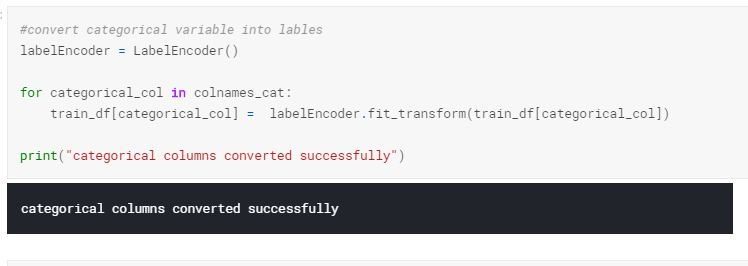 #convert categorical variable into lables
labelEncoder = LabelEncoder()
for categorical_col in colnames_cat:
train_df[categorical_col] = labelEncoder.fit_transform(train_df[categorical_col])
print("categorical columns converted successfully")
categorical columns converted successfully